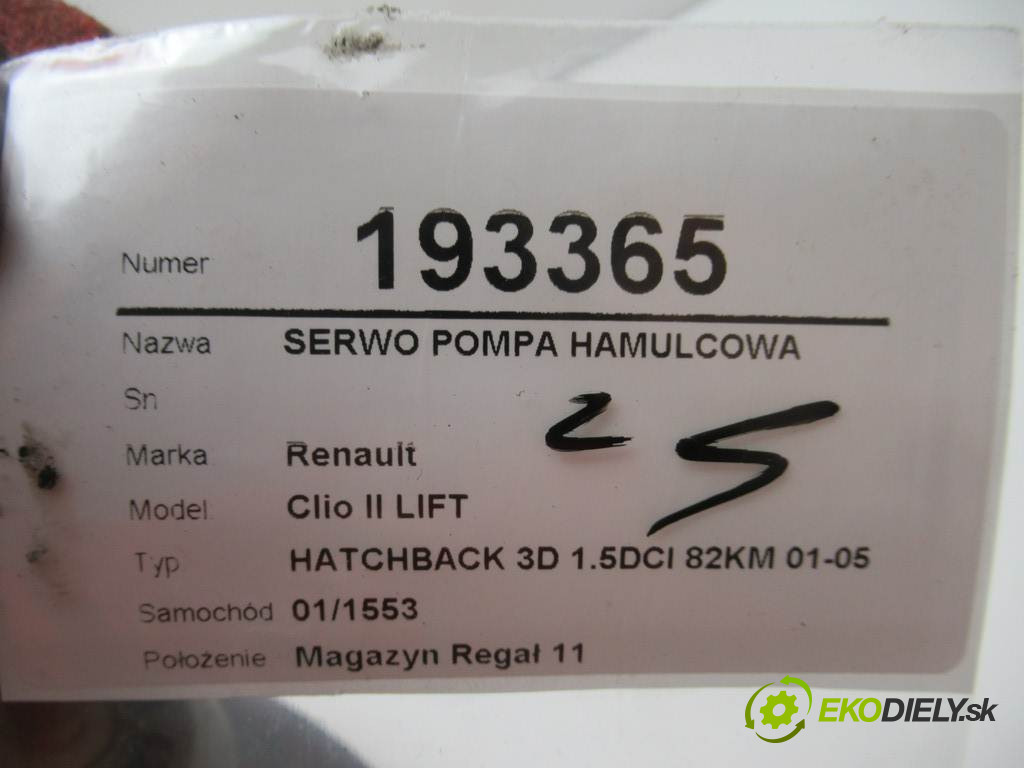 Numer 193365
Nazwa SERWO POMPA HAMULCOWA
Sn
Marka Renault
Model Clio II LIFT
Typ HATCHBACK 3D 1.5DCI 82KM 01-05
Samochód 01/1553
Położenie Magazyn Regał 11
EKODIELY.sk